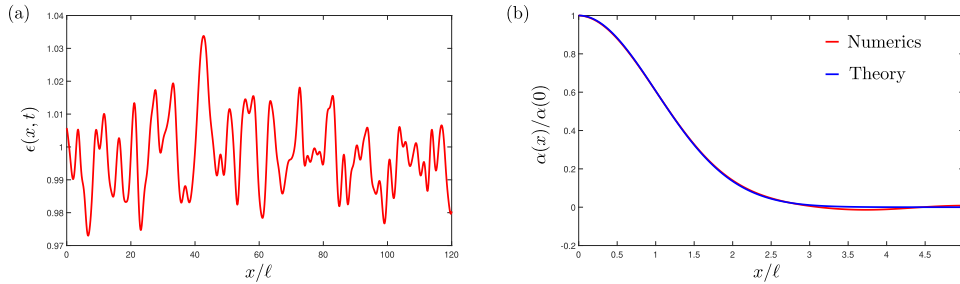 (a)
1.04
1.03
1.02
1.01
1
0.99
0.98
0.97
ϵ(x, t)
0 20 40 60 80 100 120
x/ℓ
(b)
1
0.8
0.6
0.4
0.2
0
-0.2
α(x)/α(0)
Numerics
Theory
0 0.5 1 1.5 2 2.5 3 3.5 4 4.5
x/ℓ